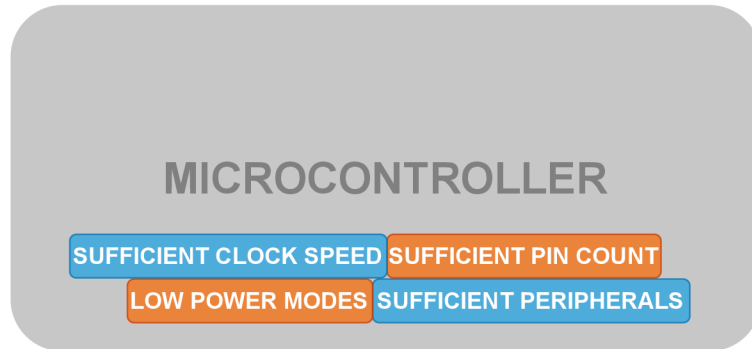 MICROCONTROLLER
SUFFICIENT CLOCK SPEED SUFFICIENT PIN COUNT
LOW POWER MODES SUFFICIENT PERIPHERALS